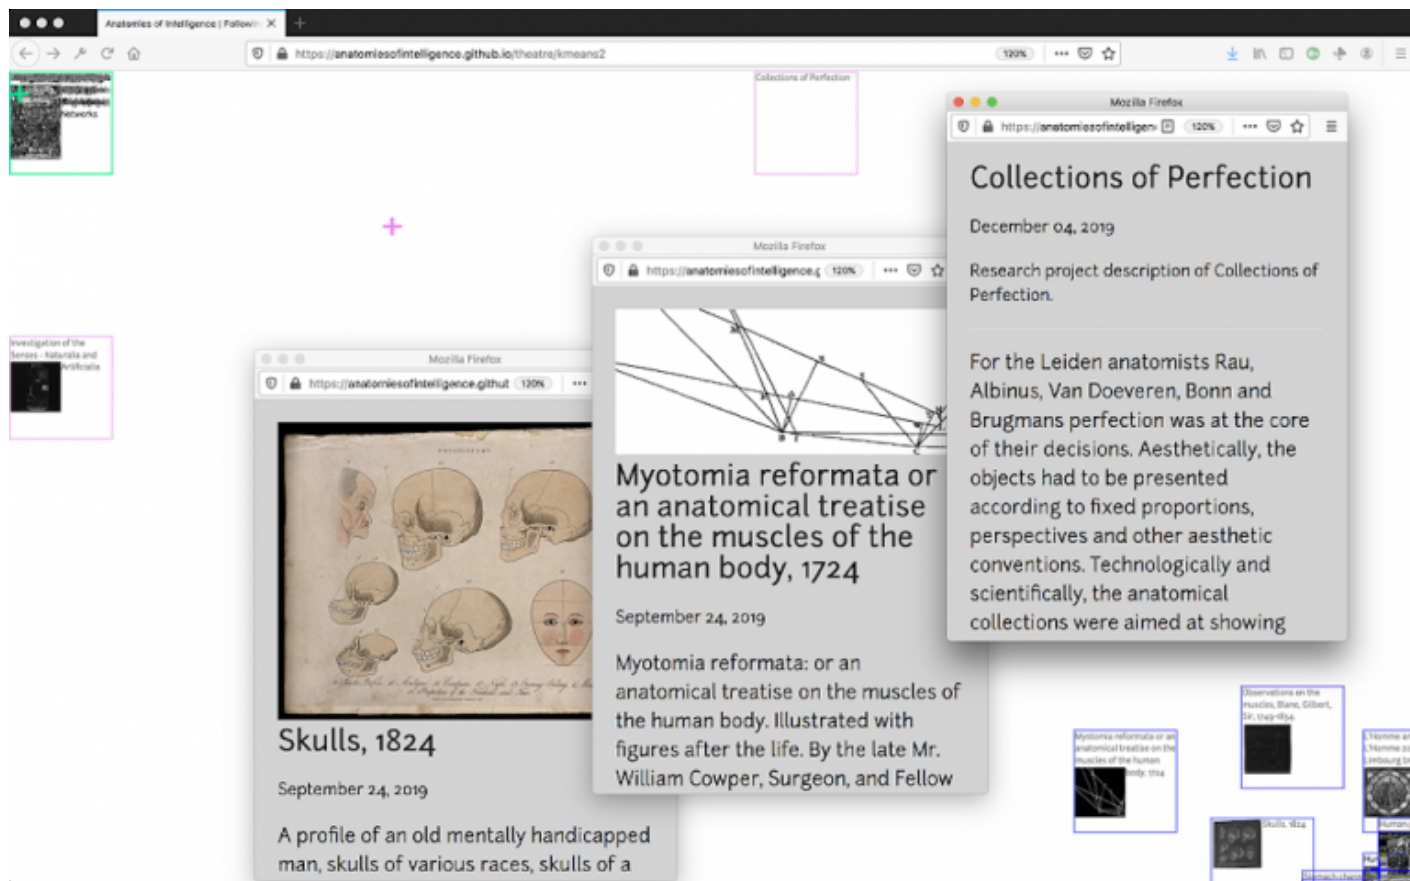 Anatomies of Intelligence | Followin
https://anatomiesofintelligence.github.io/theatre/kmeans2
120%
Networks
Collections of Perfection
Investigation of the
Senses - Naturalia and
Artificialia
Mozilla Firefox
https://anatomiesofintelligence.githut
120%
Skulls, 1824
September 24, 2019
A profile of an old mentally handicapped
man, skulls of various races, skulls of a
Mozilla Firefox
https://anatomiesofintelligence.g
120%
Myotomia reformata or
an anatomical treatise
on the muscles of the
human body, 1724
September 24, 2019
Myotomia reformata: or an
anatomical treatise on the muscles of
the human body. Illustrated with
figures after the life. By the late Mr.
William Cowper, Surgeon, and Fellow
Mozilla Firefox
https://anatomiesofintelligen
120%
Collections of Perfection
December 04, 2019
Research project description of Collections of
Perfection.
For the Leiden anatomists Rau,
Albinus, Van Doeveren, Bonn and
Brugmans perfection was at the core
of their decisions. Aesthetically, the
objects had to be presented
according to fixed proportions,
perspectives and other aesthetic
conventions. Technologically and
scientifically, the anatomical
collections were aimed at showing
Myotomia reformata or an
anatomical treatise on the
muscles of the human
body, 1724
Observations on the
muscles, Blane, Gilbert,
Sir, 1749-1834
L'Homme
L'Homme
Limbourg
Skulls, 1824
Human
Stomach